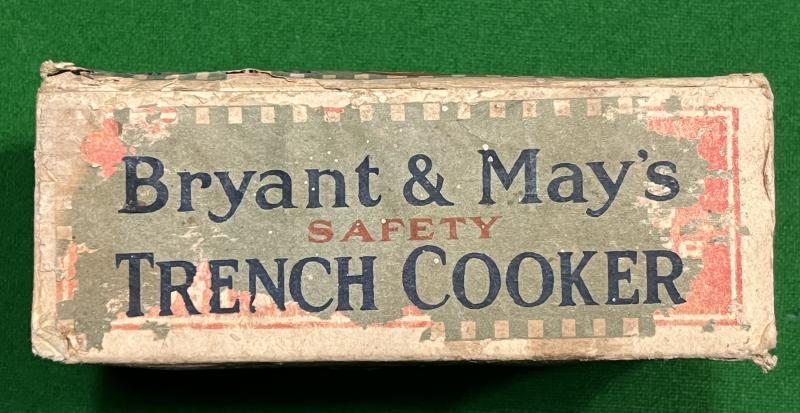 Bryant & May's
SAFETY
TRENCH COOKER